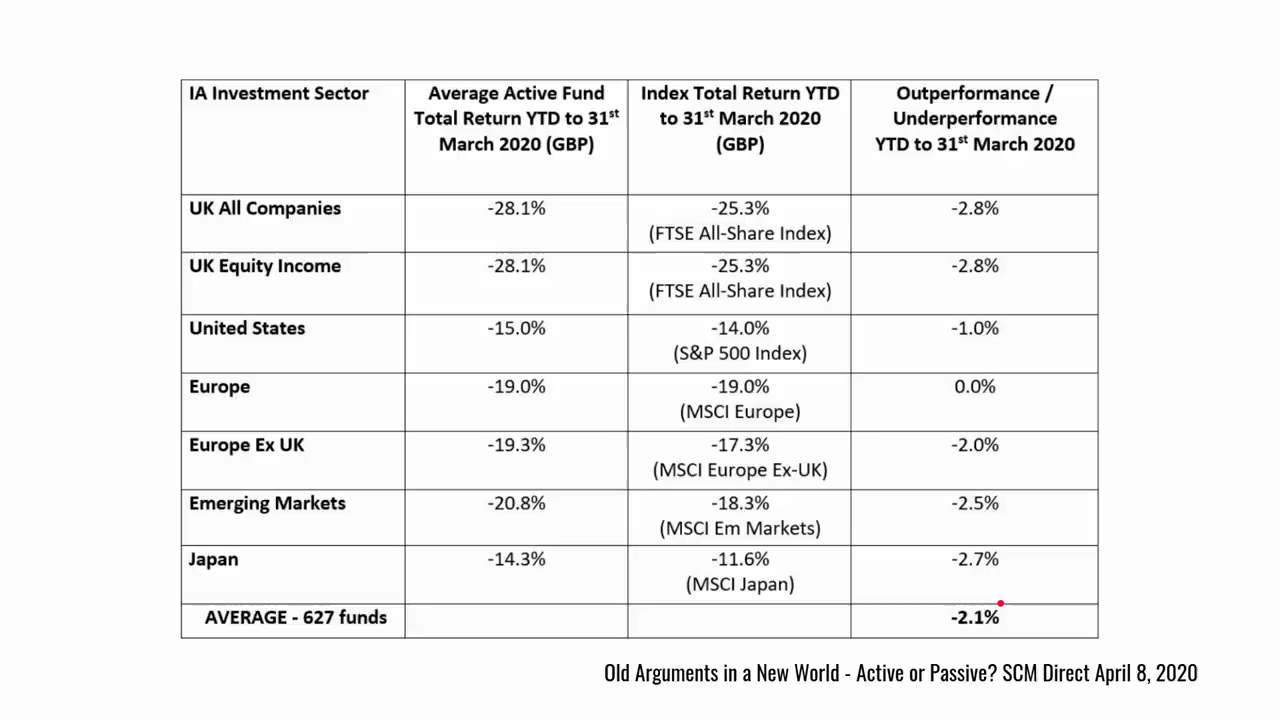 IA Investment Sector
Average Active Fund
Total Return YTD to 31st
March 2020 (GBP)
Index Total Return YTD
to 31st March 2020
(GBP)
Outperformance /
Underperformance
YTD to 31st March 2020
UK All Companies
-28.1%
-25.3%
(FTSE All-Share Index)
-2.8%
UK Equity Income
-28.1%
-25.3%
(FTSE All-Share Index)
-2.8%
United States
-15.0%
-14.0%
(S&P 500 Index)
-1.0%
Europe
-19.0%
-19.0%
(MSCI Europe)
0.0%
Europe Ex UK
-19.3%
-17.3%
(MSCI Europe Ex-UK)
-2.0%
Emerging Markets
-20.8%
-18.3%
(MSCI Em Markets)
-2.5%
Japan
-14.3%
-11.6%
(MSCI Japan)
-2.7%
AVERAGE - 627 funds
-2.1%
Old Arguments in a New World - Active or Passive? SCM Direct April 8, 2020